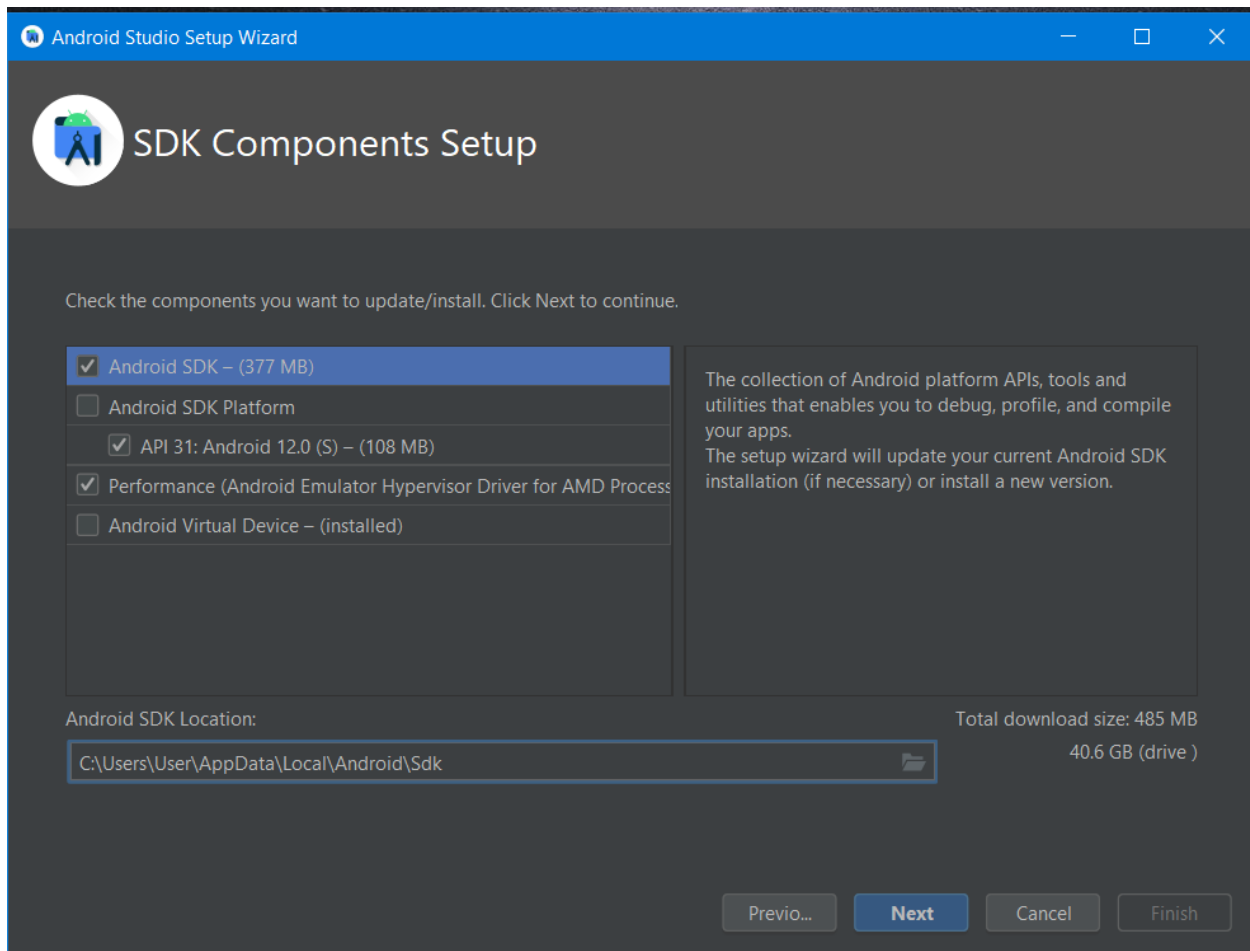 Android Studio Setup Wizard
SDK Components Setup
Check the components you want to update/install. Click Next to continue.
Android SDK – (377 MB)
Android SDK Platform
API 31: Android 12.0 (S) – (108 MB)
Performance (Android Emulator Hypervisor Driver for AMD Process
Android Virtual Device – (installed)
The collection of Android platform APIs, tools and
utilities that enables you to debug, profile, and compile
your apps.
The setup wizard will update your current Android SDK
installation (if necessary) or install a new version.
Android SDK Location:
Total download size: 485 MB
C:\Users\User\AppData\Local\Android\Sdk
40.6 GB (drive )
Previo...
Next
Cancel
Finish